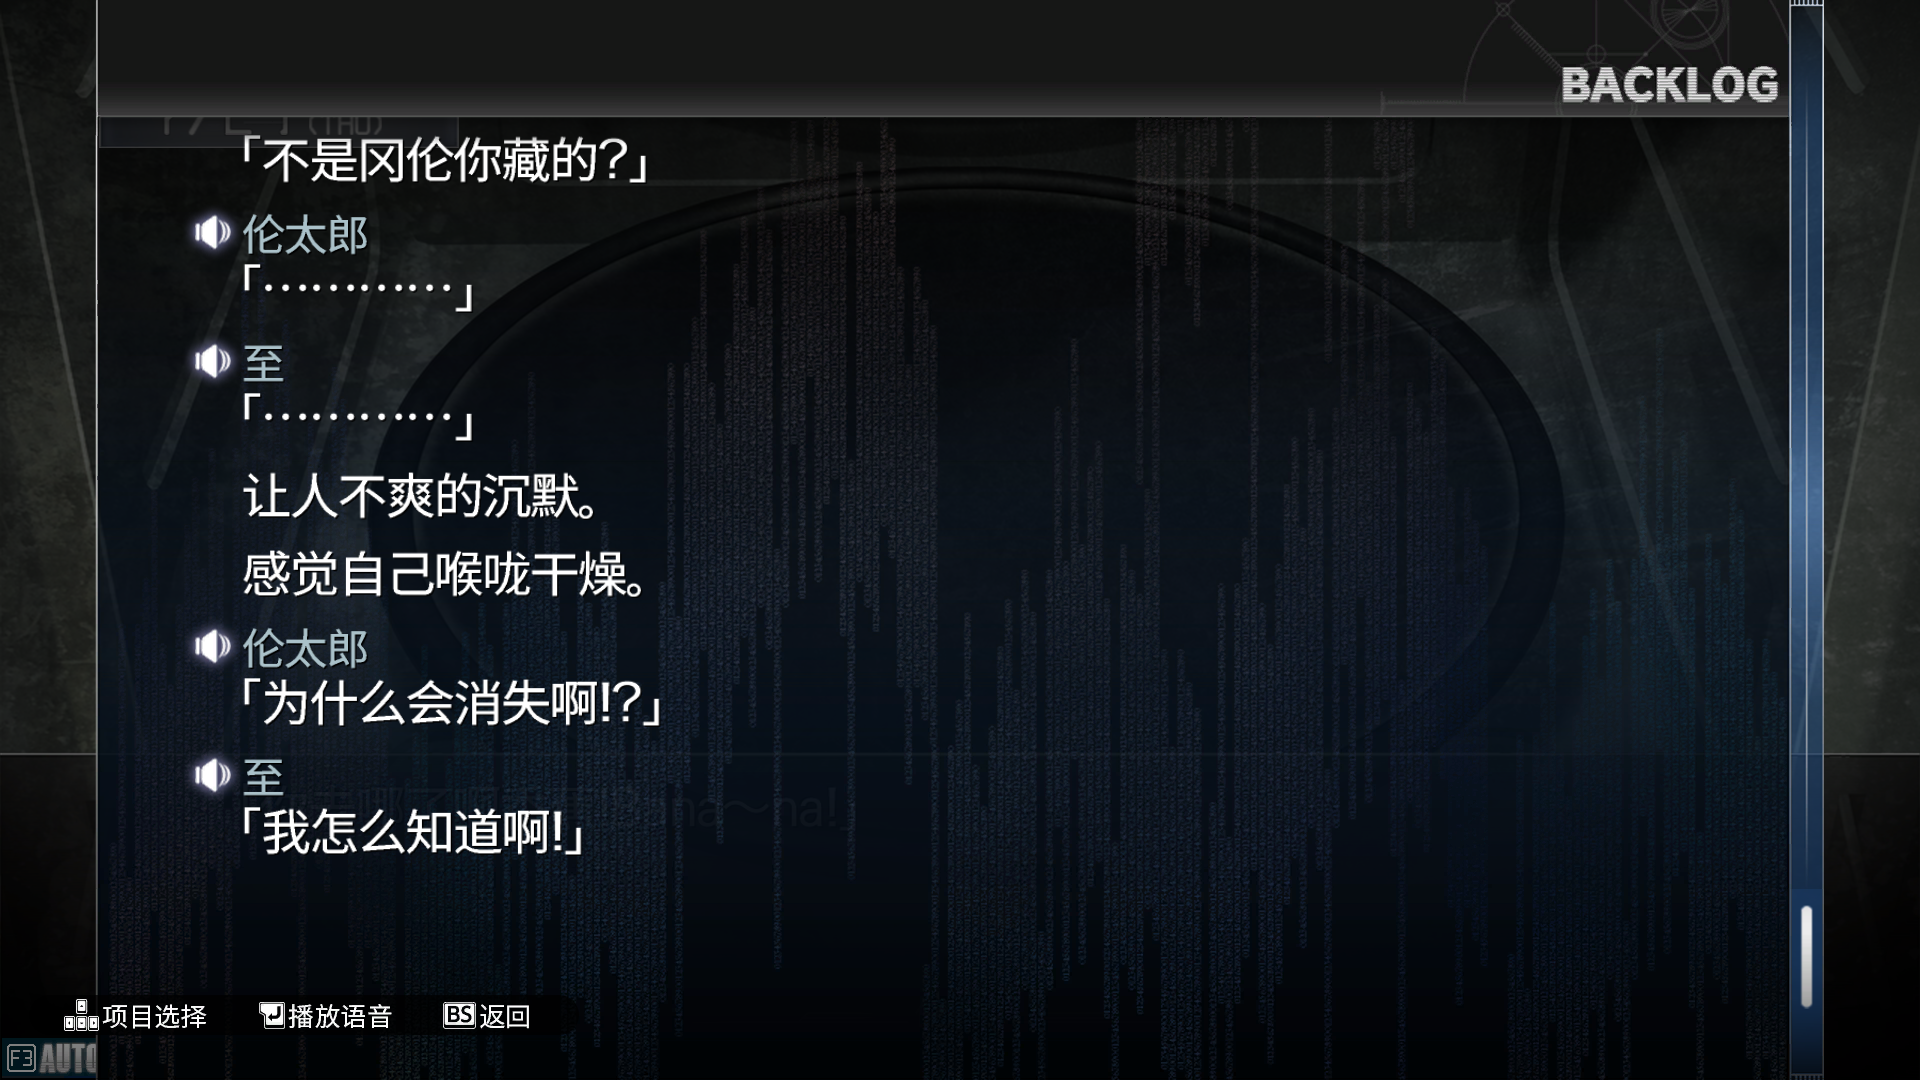 BACKLOG
(THU)
「不是冈伦你藏的?」
伦太郎
「…………」
至
「…………」
让人不爽的沉默。
感觉自己喉咙干燥。
伦太郎
「为什么会消失啊!?」
至
「我怎么知道啊!」
项目选择 播放语音 BS 返回
F3 AUTO